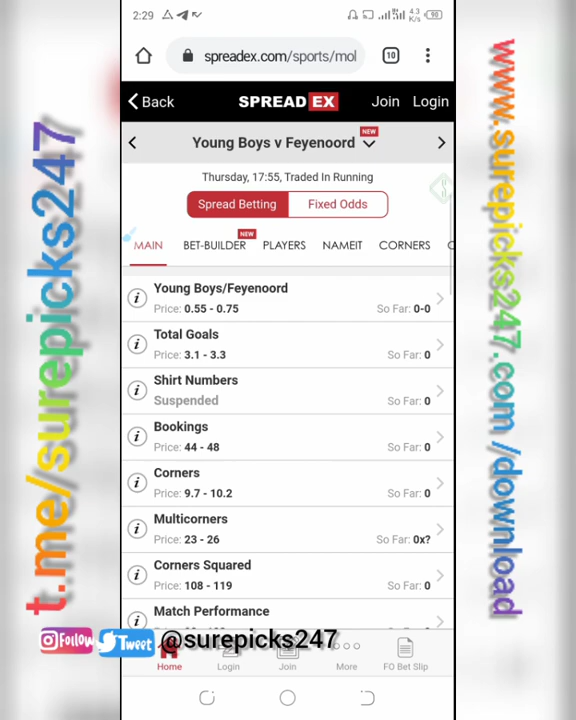 2:29
4.3
K/s
90
spreadex.com/sports/mol
10
Back
SPREADEX
Join
Login
Young Boys v Feyenoord
NEW
Thursday, 17:55, Traded In Running
Spread Betting
Fixed Odds
MAIN
BET-BUILDER
NEW
PLAYERS
NAMEIT
CORNERS
Young Boys/Feyenoord
Price: 0.55 - 0.75
So Far: 0-0
Total Goals
Price: 3.1 - 3.3
So Far: 0
Shirt Numbers
Suspended
So Far: 0
Bookings
Price: 44 - 48
So Far: 0
Corners
Price: 9.7 - 10.2
So Far: 0
Multicorners
Price: 23 - 26
So Far: 0x?
Corners Squared
Price: 108 - 119
So Far: 0
Match Performance
Home
Login
Join
More
FO Bet Slip
t.me/surepicks247
www.surepicks247.com /download
Follow
Tweet
@surepicks247